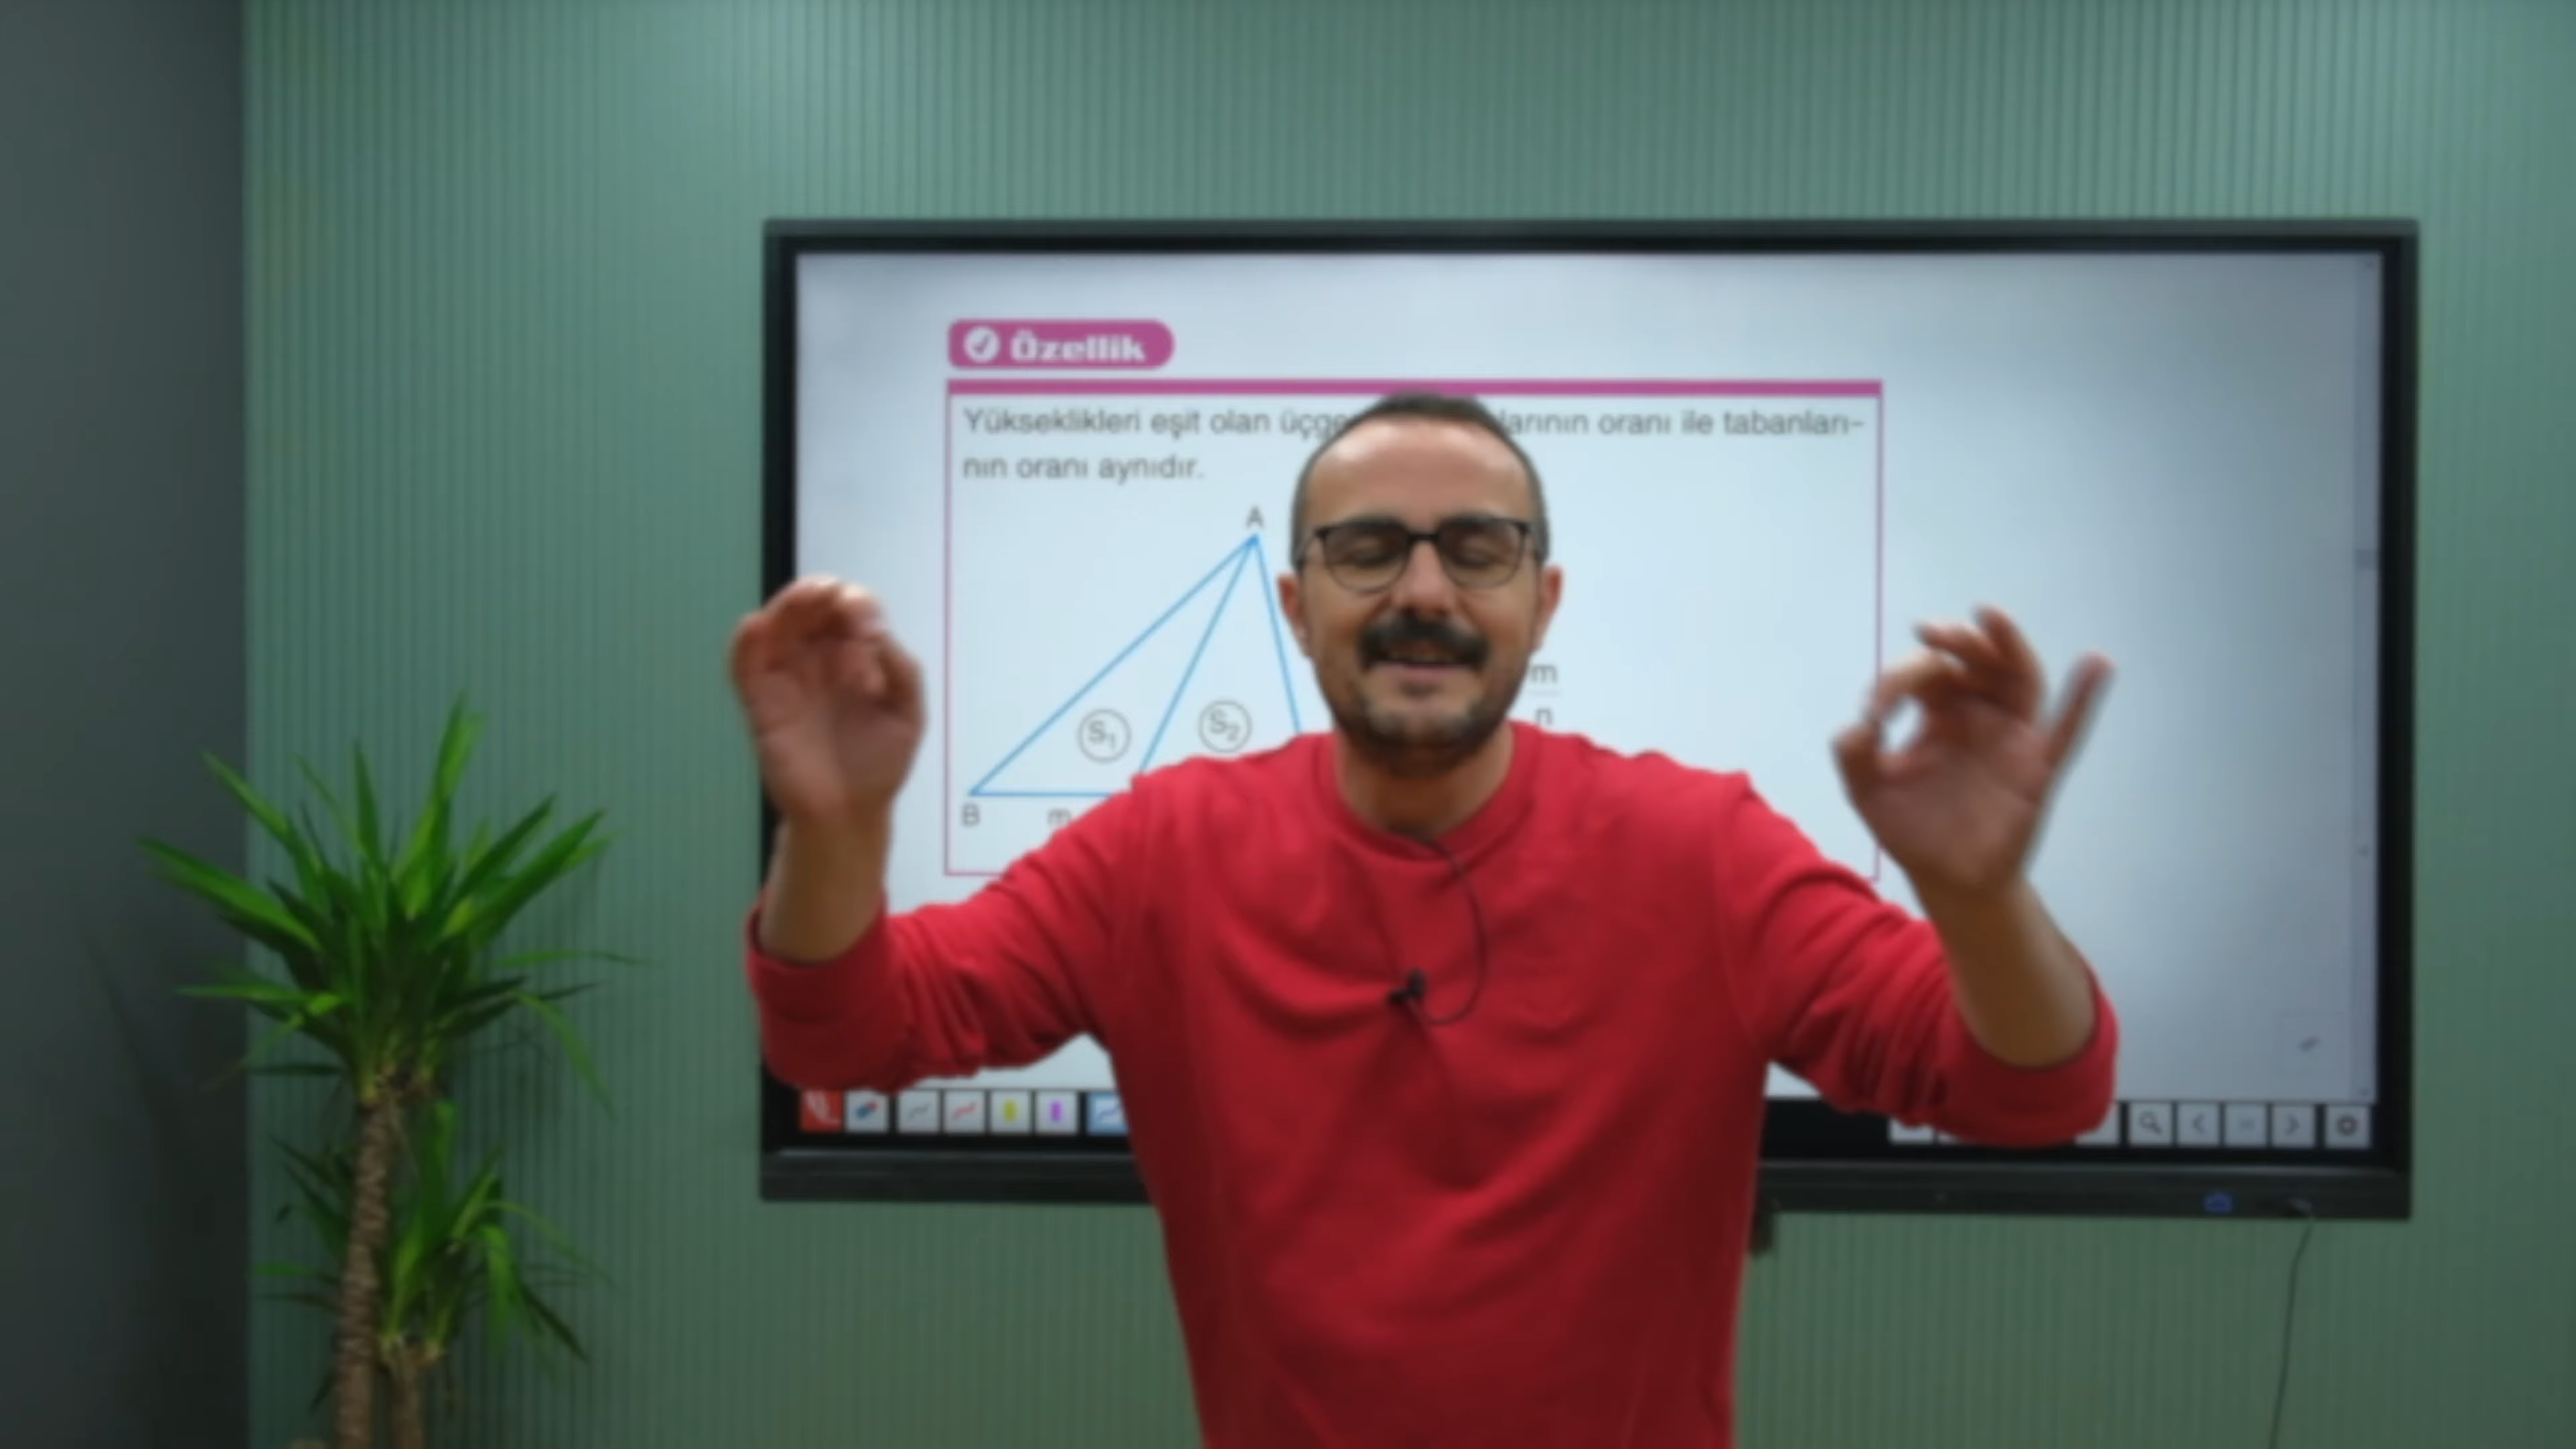 Özellik
Yükseklikleri eşit olan üçge larının oranı ile tabanları-
nın oranı aynıdır.
A
S1 S2
m
n
B m